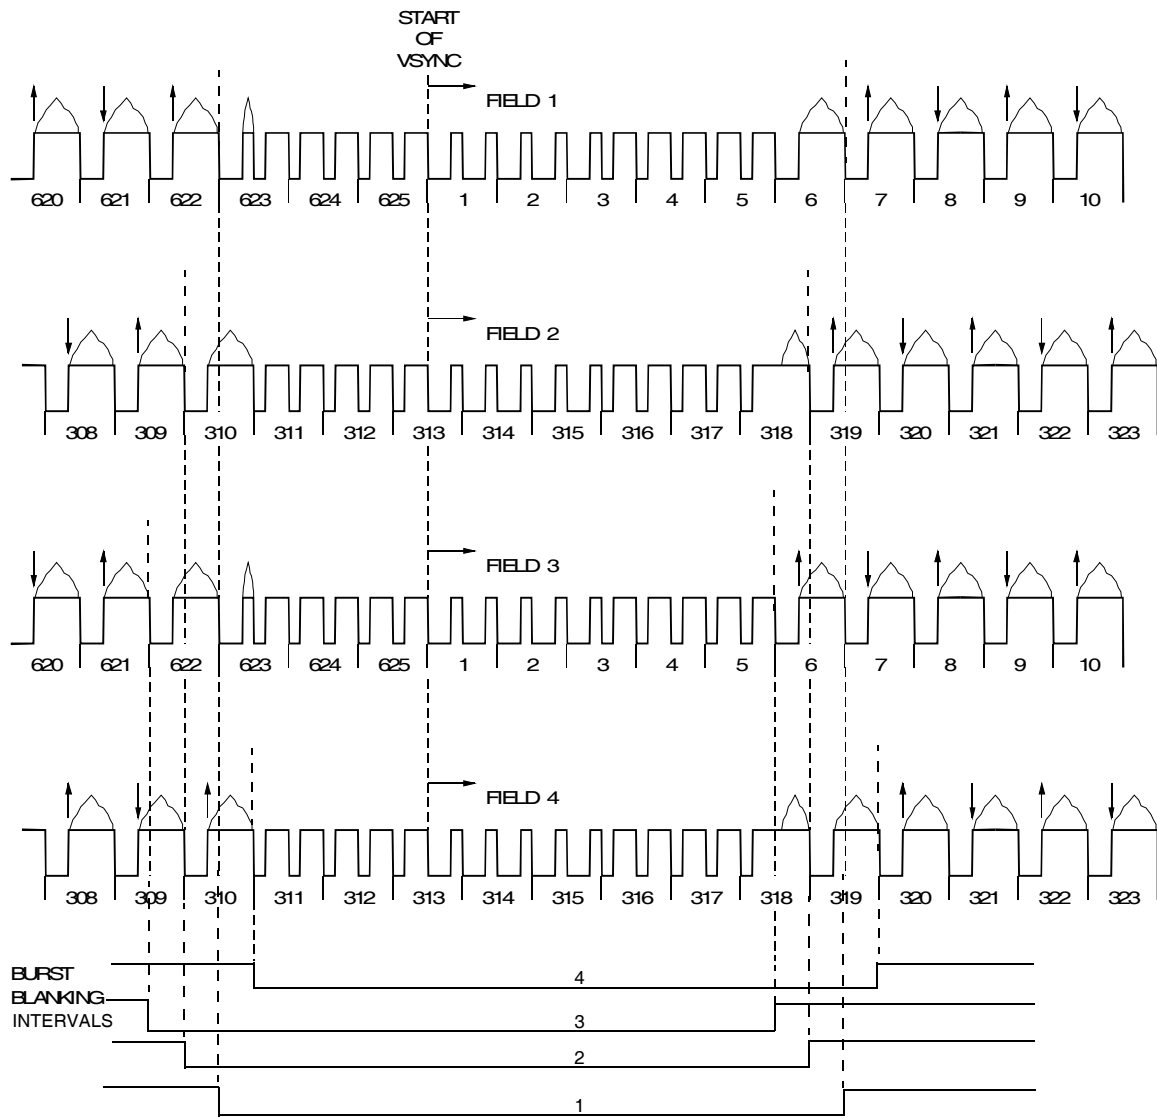 START
OF
VSYNC
FIELD 1
620 621 622 623 624 625 1 2 3 4 5 6 7 8 9 10
FIELD 2
308 309 310 311 312 313 314 315 316 317 318 319 320 321 322 323
FIELD 3
620 621 622 623 624 625 1 2 3 4 5 6 7 8 9 10
FIELD 4
308 309 310 311 312 313 314 315 316 317 318 319 320 321 322 323
BURST
BLANKING
INTERVALS
4
3
2
1